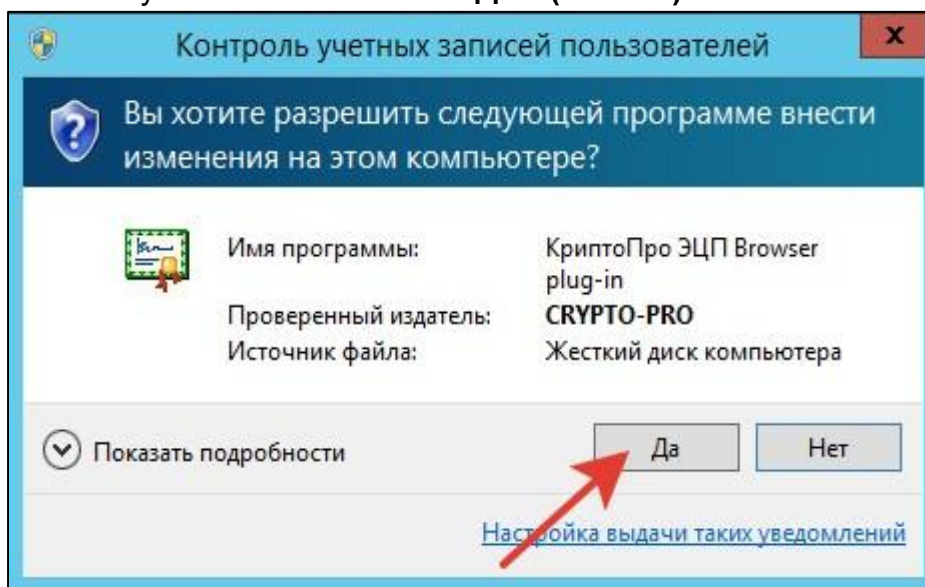 Контроль учетных записей пользователей
x
Вы хотите разрешить следующей программе внести
изменения на этом компьютере?
Имя программы: КриптоПро ЭЦП Browser
plug-in
Проверенный издатель: CRYPTO-PRO
Источник файла: Жесткий диск компьютера
Показать подробности Да Нет
Настройка выдачи таких уведомлений